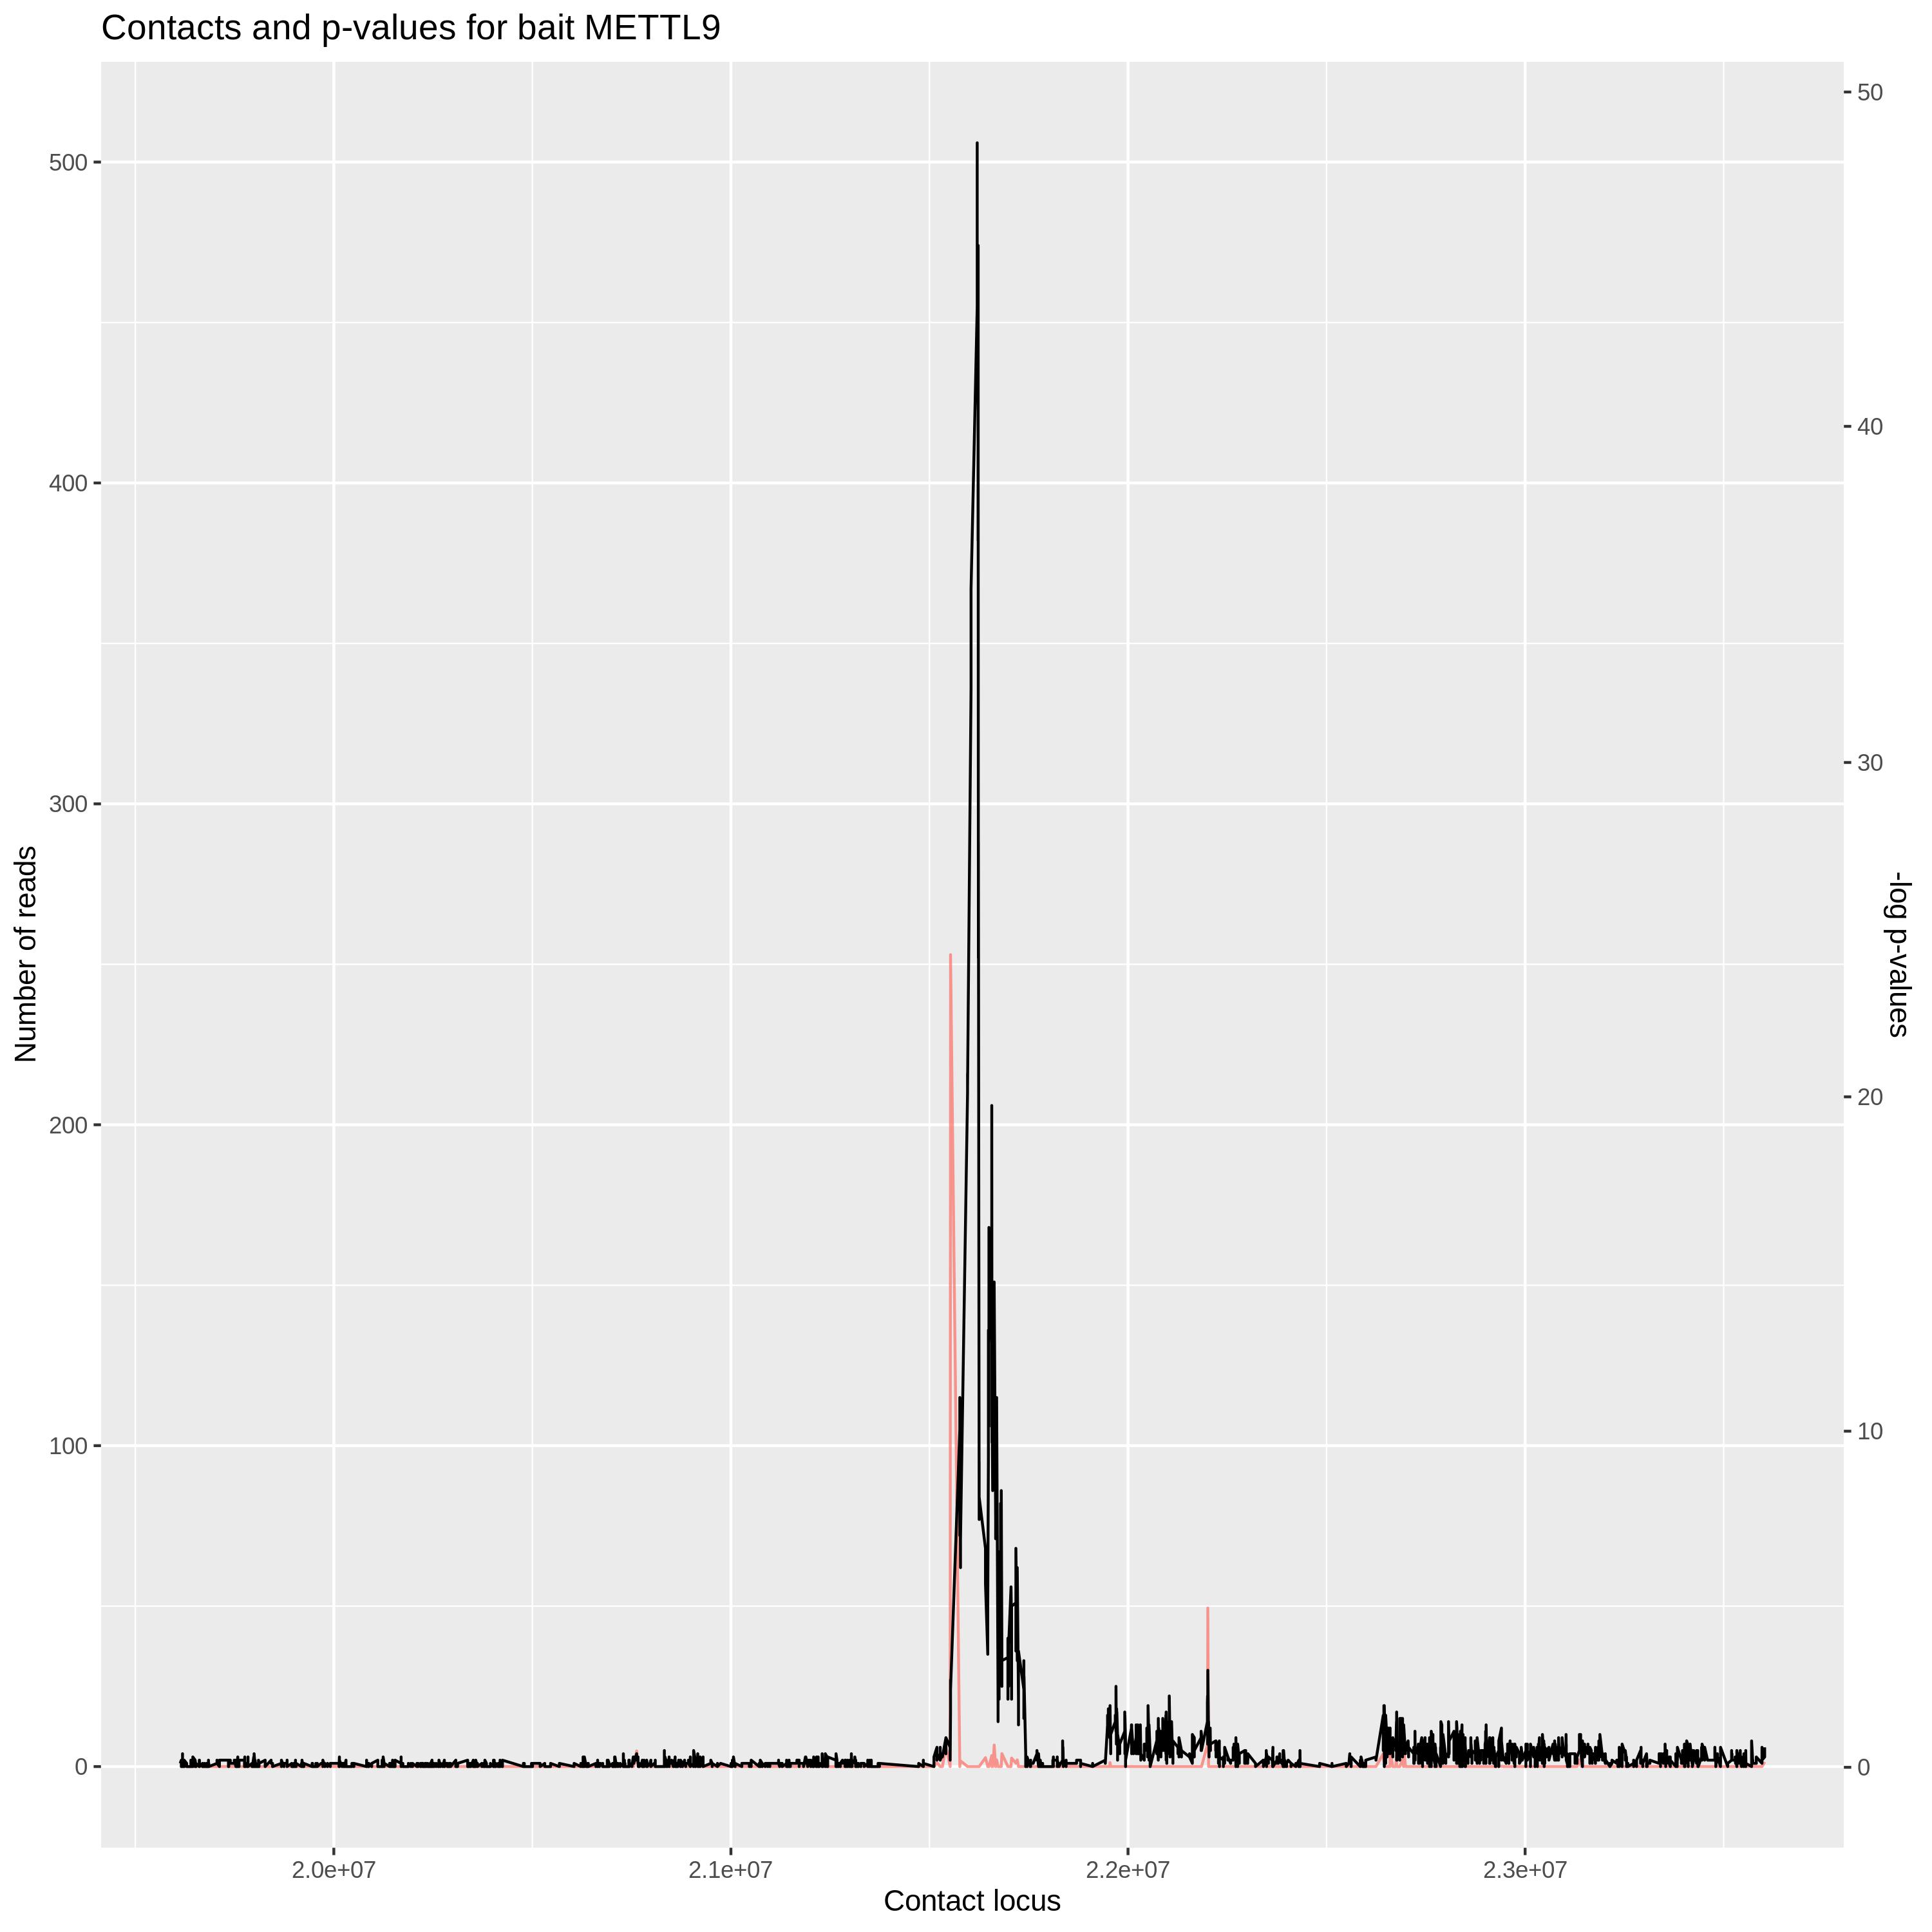 Contacts and p-values for bait METTL9
500
400
300
200
100
0
Number of reads
50
40
30
20
10
0
-log p-values
2.0e+07
2.1e+07
2.2e+07
2.3e+07
Contact locus